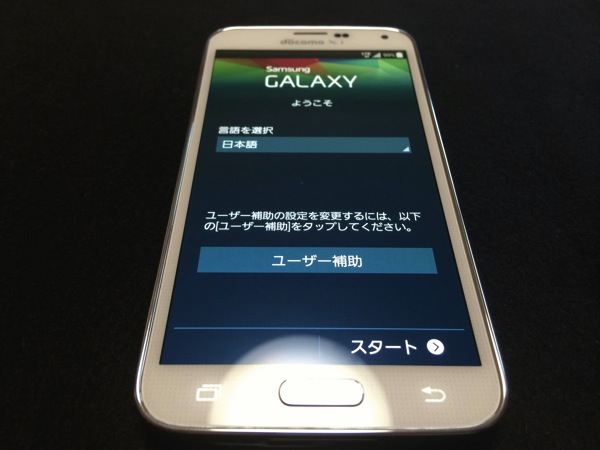 docomo Xi
Samsung
GALAXY
ようこそ
言語を選択
日本語
ユーザー補助の設定を変更するには、以下
の[ユーザー補助]をタップしてください。
ユーザー補助
スタート